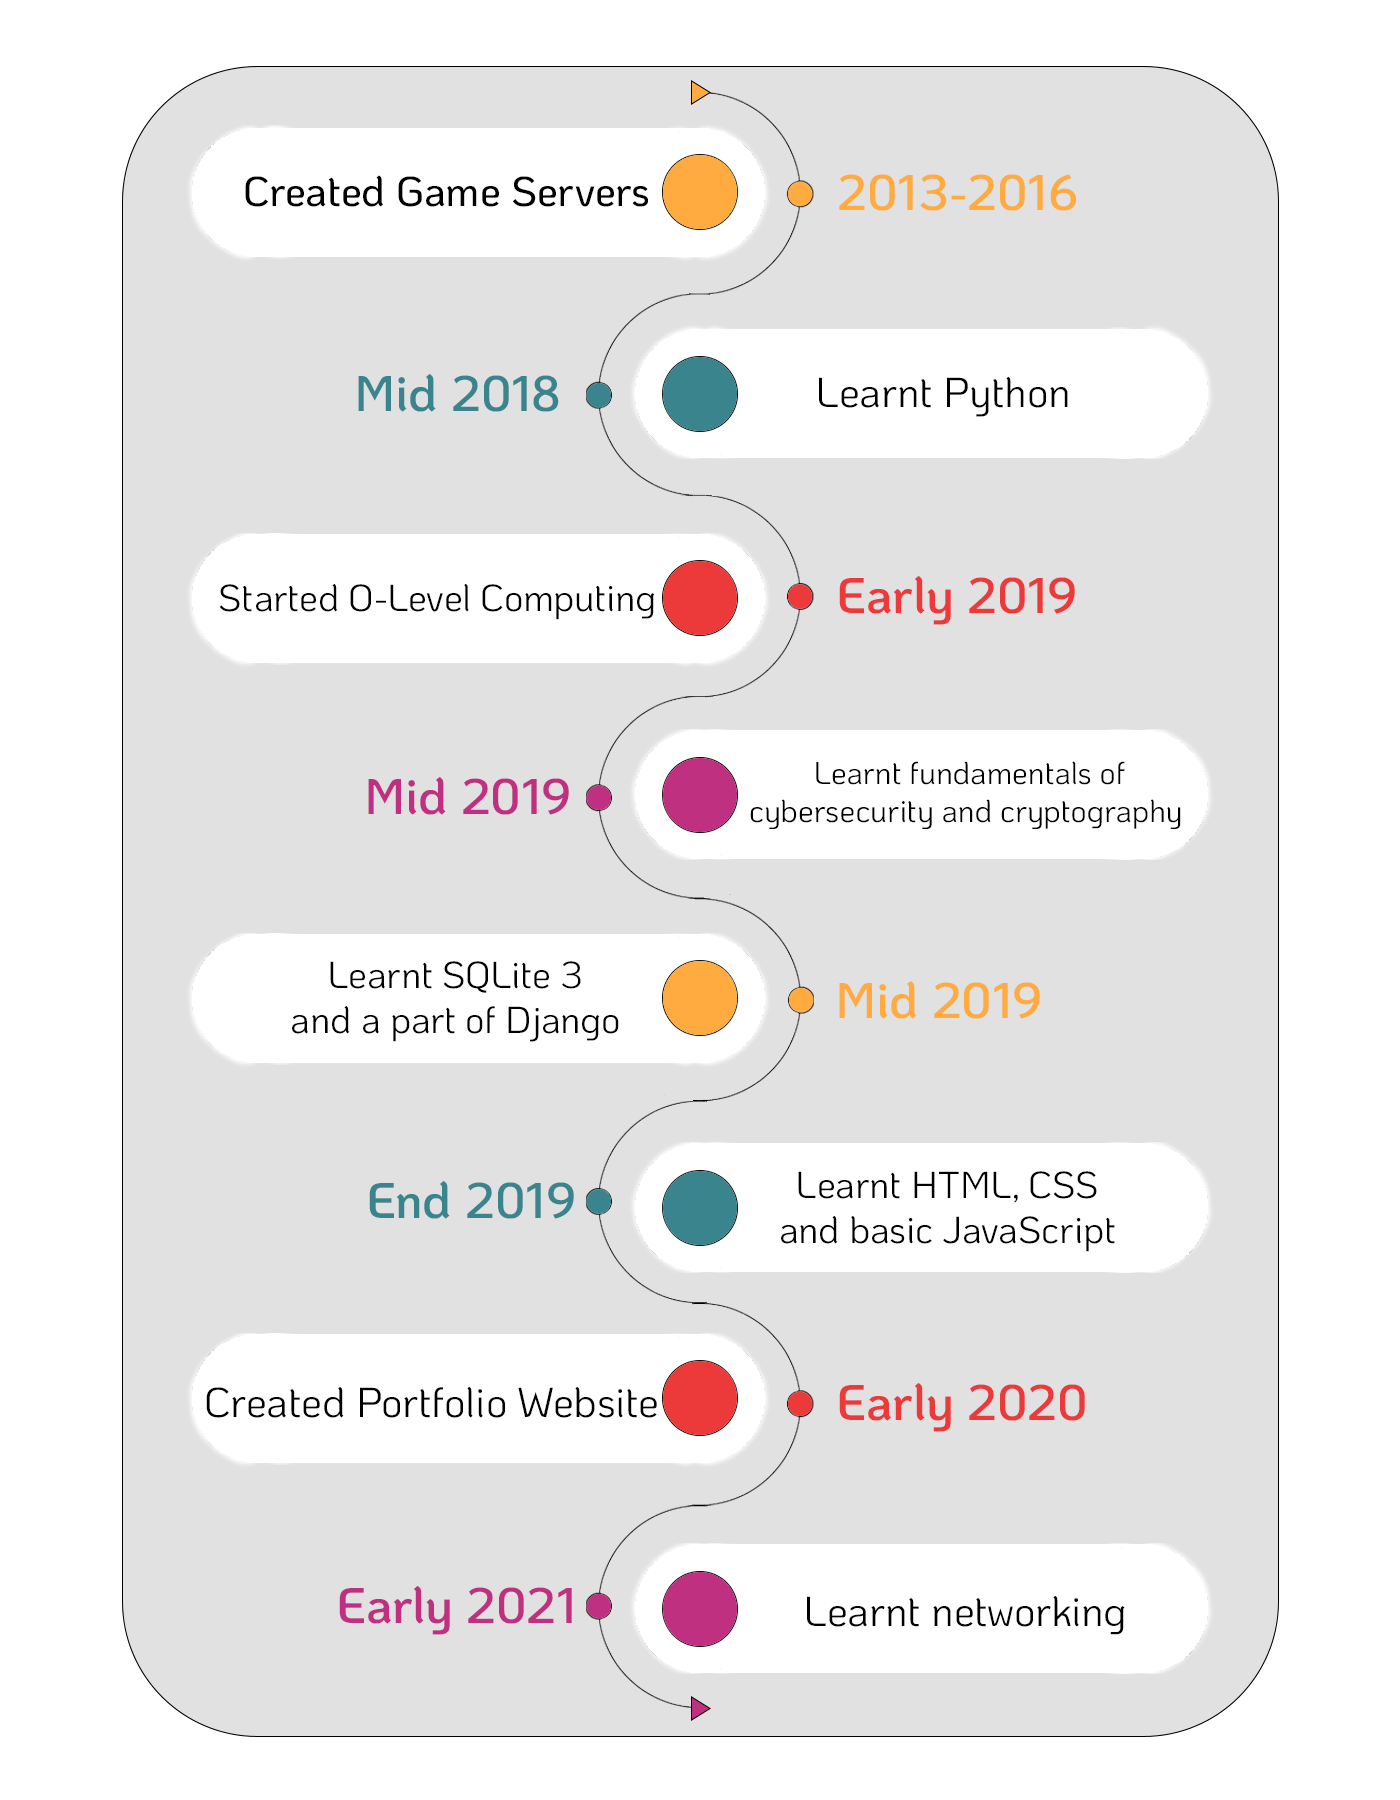 Created Game Servers
2013-2016
Mid 2018
Learnt Python
Started O-Level Computing
Early 2019
Mid 2019
Learnt fundamentals of
cybersecurity and cryptography
Learnt SQLite 3
and a part of Django
Mid 2019
End 2019
Learnt HTML, CSS
and basic JavaScript
Created Portfolio Website
Early 2020
Early 2021
Learnt networking